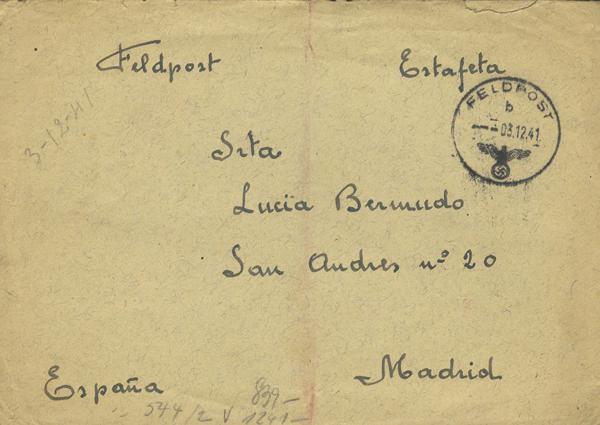 Feldpost Estafeta
FELDPOST
b
03.12.41
3-12-41
Srta
Lucia Bermudo
San Andres nº 20
España Madrid
839-
544/2 V 1241-